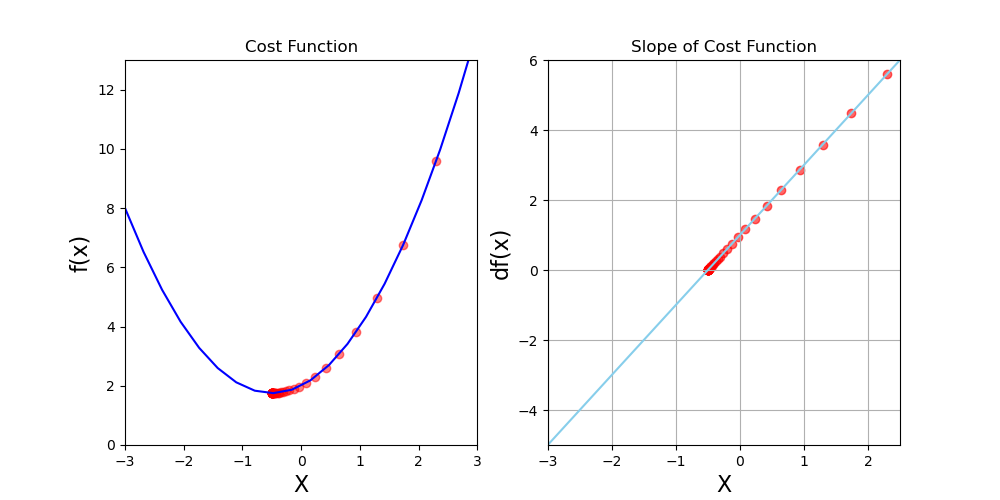 Cost Function
f(x)
12
10
8
6
4
2
0
−3 −2 −1 0 1 2 3
X
Slope of Cost Function
df(x)
6
4
2
0
−2
−4
−3 −2 −1 0 1 2
X